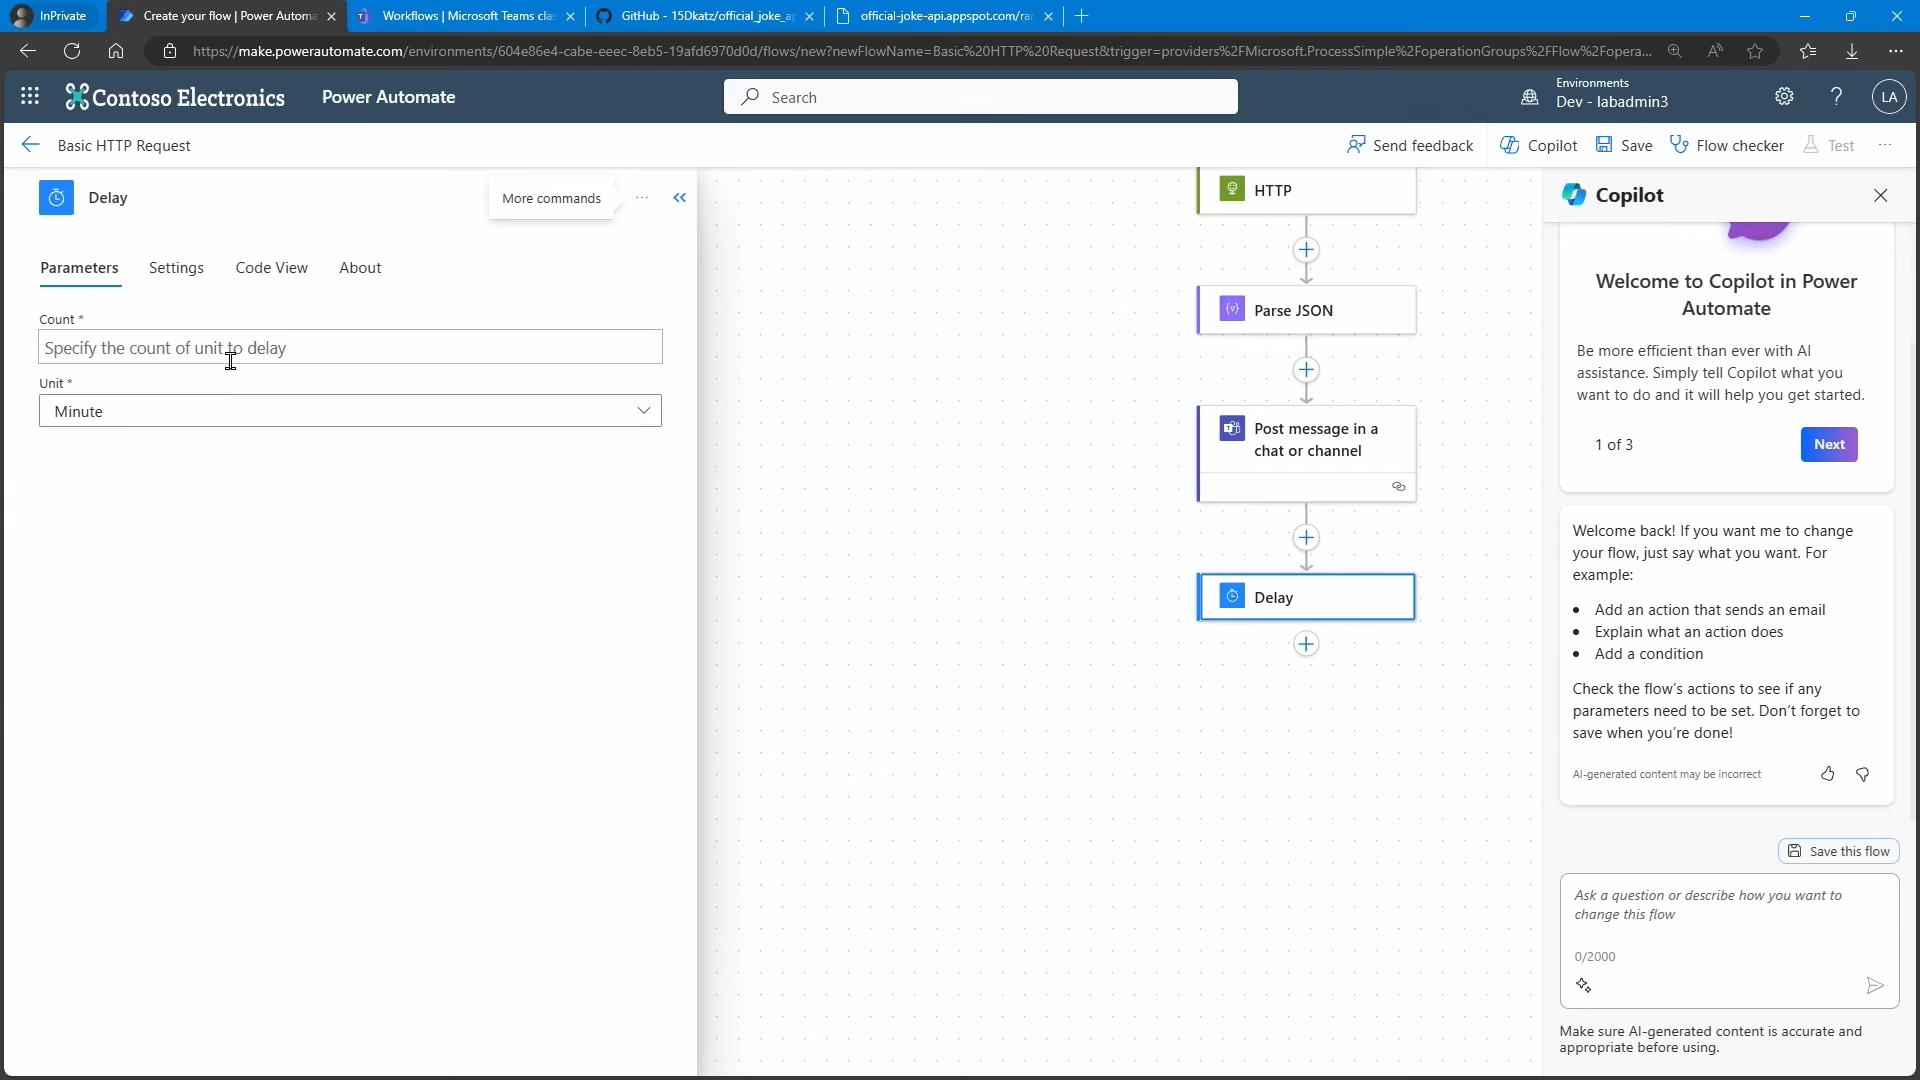 InPrivate
Create your flow | Power Automa
Workflows | Microsoft Teams clas
GitHub - 15Dkatz/official_joke_a
official-joke-api.appspot.com/ra
https://make.powerautomate.com/environments/604e86e4-cabe-eeec-8eb5-19afd6970d0d/flows/new?newFlowName=Basic%20HTTP%20Request&trigger=providers%2FMicrosoft.ProcessSimple%2FoperationGroups%2FFlow%2Fopera...
Contoso Electronics
Power Automate
Search
Environments
Dev - labadmin3
LA
Basic HTTP Request
Send feedback
Copilot
Save
Flow checker
Test
Delay
More commands
Parameters
Settings
Code View
About
Count *
Specify the count of unit to delay
Unit *
Minute
HTTP
Parse JSON
Post message in a
chat or channel
Delay
Copilot
Welcome to Copilot in Power
Automate
Be more efficient than ever with AI
assistance. Simply tell Copilot what you
want to do and it will help you get started.
1 of 3
Next
Welcome back! If you want me to change
your flow, just say what you want. For
example:
• Add an action that sends an email
• Explain what an action does
• Add a condition
Check the flow's actions to see if any
parameters need to be set. Don't forget to
save when you're done!
AI-generated content may be incorrect
Save this flow
Ask a question or describe how you want to
change this flow
0/2000
Make sure AI-generated content is accurate and
appropriate before using.